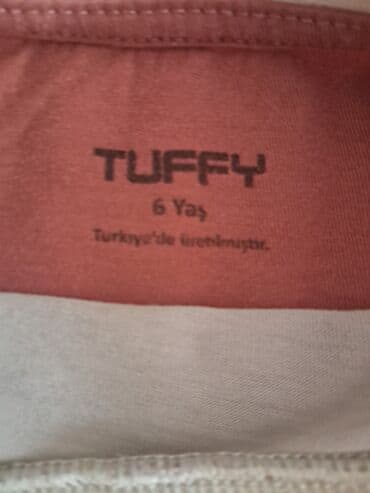 TUFFY
6 Yaş
Türkiye'de üretilmiştir.